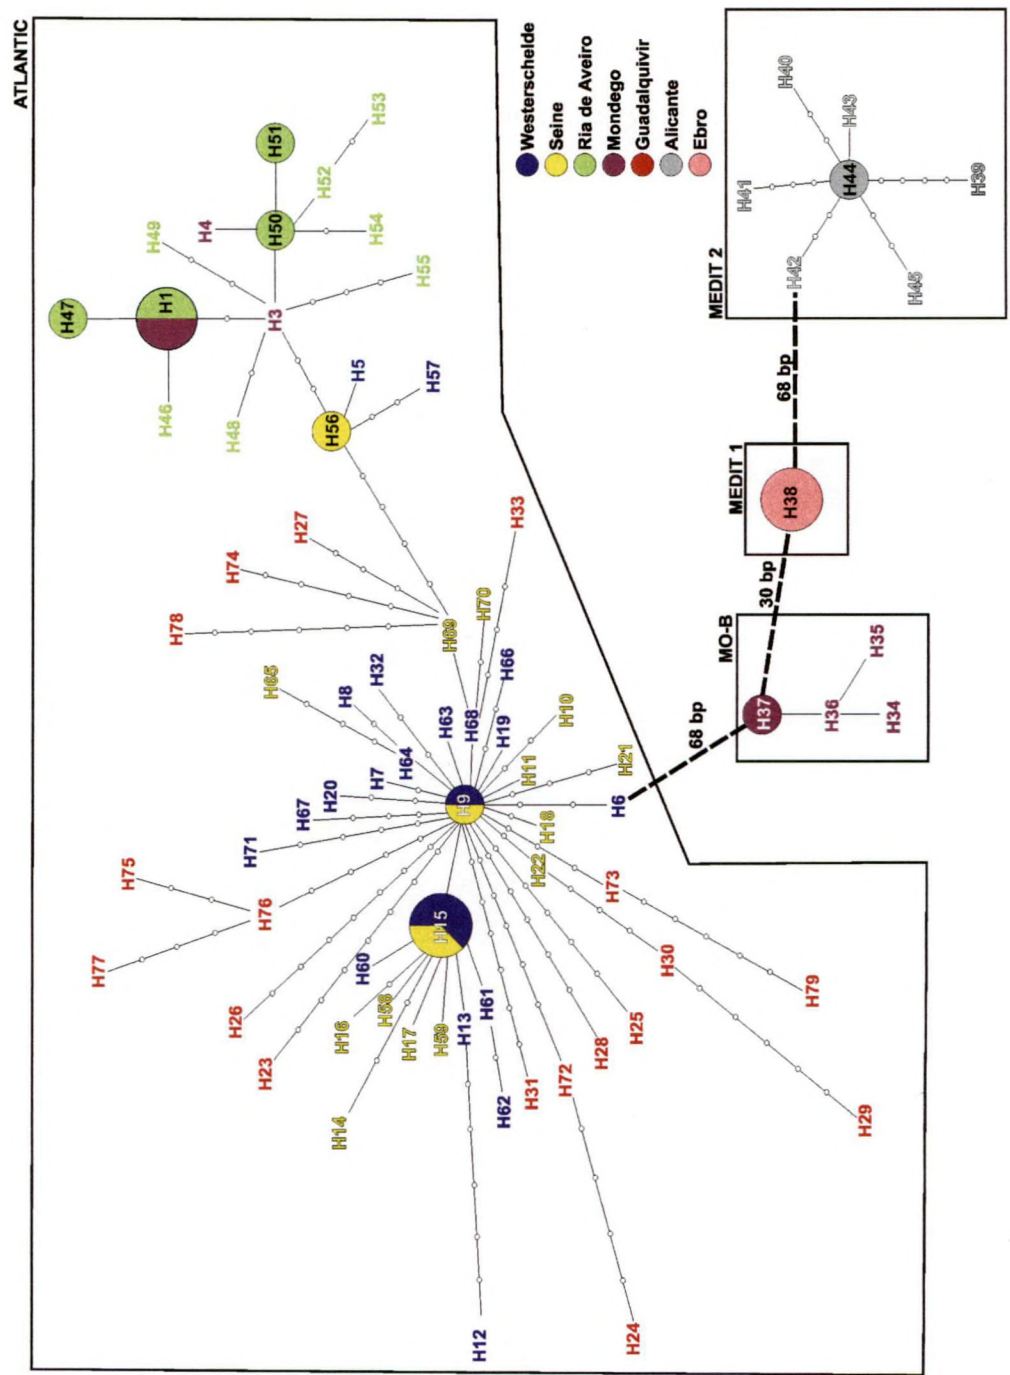 ATLANTIC
H53
H51
H52
H4
H50
H54
H49
H55
H47
H1
H3
H46
H48
H5
H57
H56
H27
H33
H74
H78
H69
H70
H65
H8
H32
H63
H68
H66
H19
H10
H64
H7
H11
H20
H21
H67
H9
H6
H71
H18
H75
H22
H76
H73
H77
H15
H60
H61
H30
H26
H16
H58
H17
H59
H13
H25
H79
H23
H28
H31
H72
H62
H14
H29
H12
H24
Westerschelde
Seine
Ria de Aveiro
Mondego
Guadalquivir
Alicante
Ebro
MEDIT 2
H40
H43
H41
H44
H39
H42
H45
68 bp
MEDIT 1
H38
30 bp
MO-B
H35
H37
H36
H34
68 bp